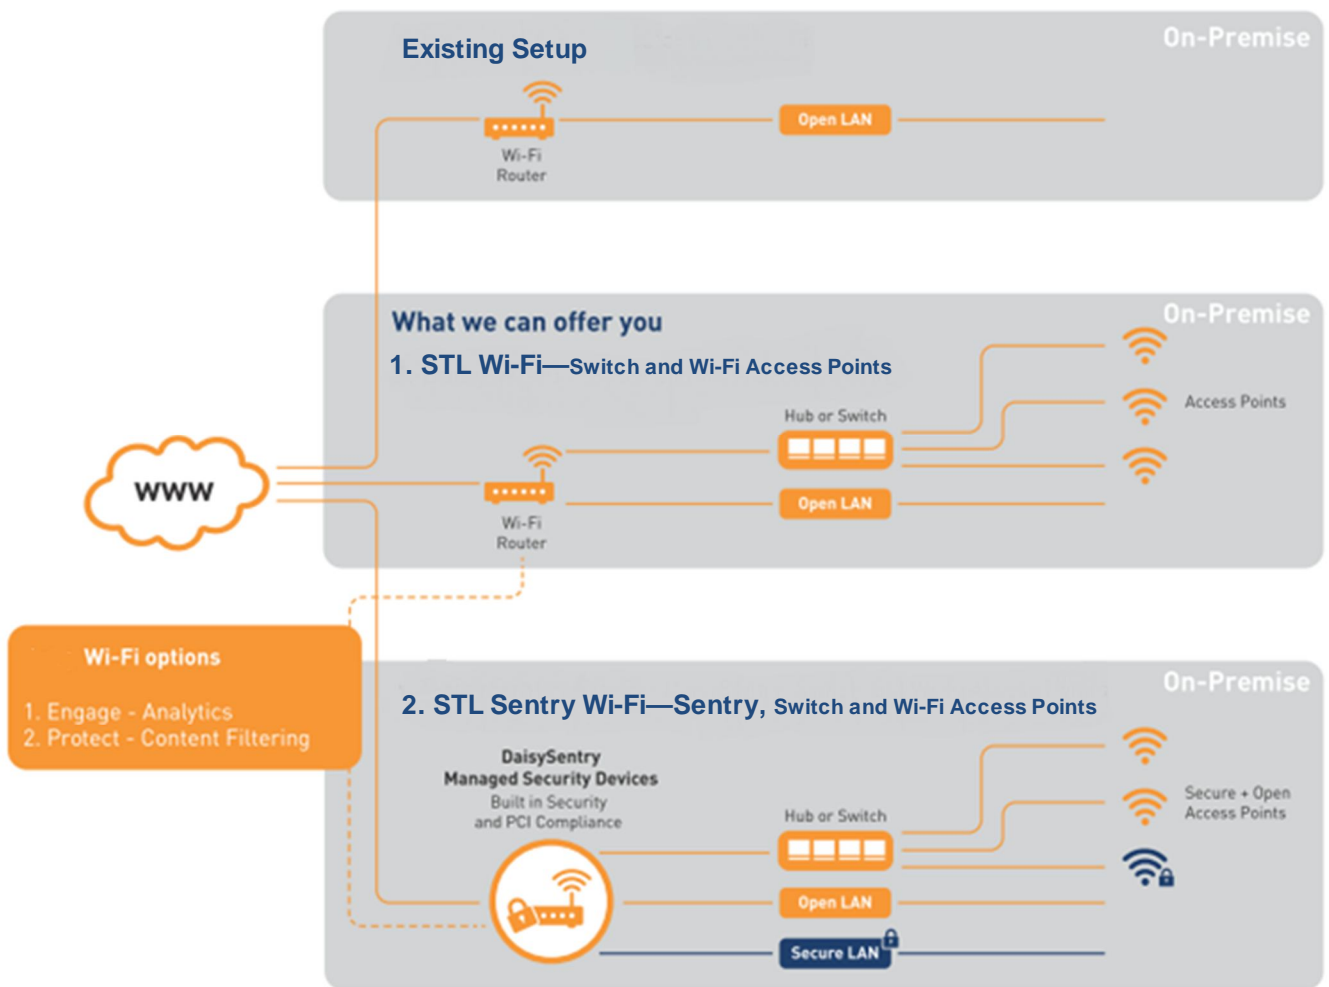 Existing Setup
On-Premise
Open LAN
Wi-Fi
Router
What we can offer you
On-Premise
1. STL Wi-Fi—Switch and Wi-Fi Access Points
Hub or Switch
Access Points
www
Open LAN
Wi-Fi
Router
Wi-Fi options
1. Engage - Analytics
2. Protect - Content Filtering
On-Premise
2. STL Sentry Wi-Fi—Sentry, Switch and Wi-Fi Access Points
DaisySentry
Managed Security Devices
Built in Security
and PCI Compliance
Hub or Switch
Secure + Open
Access Points
Open LAN
Secure LAN